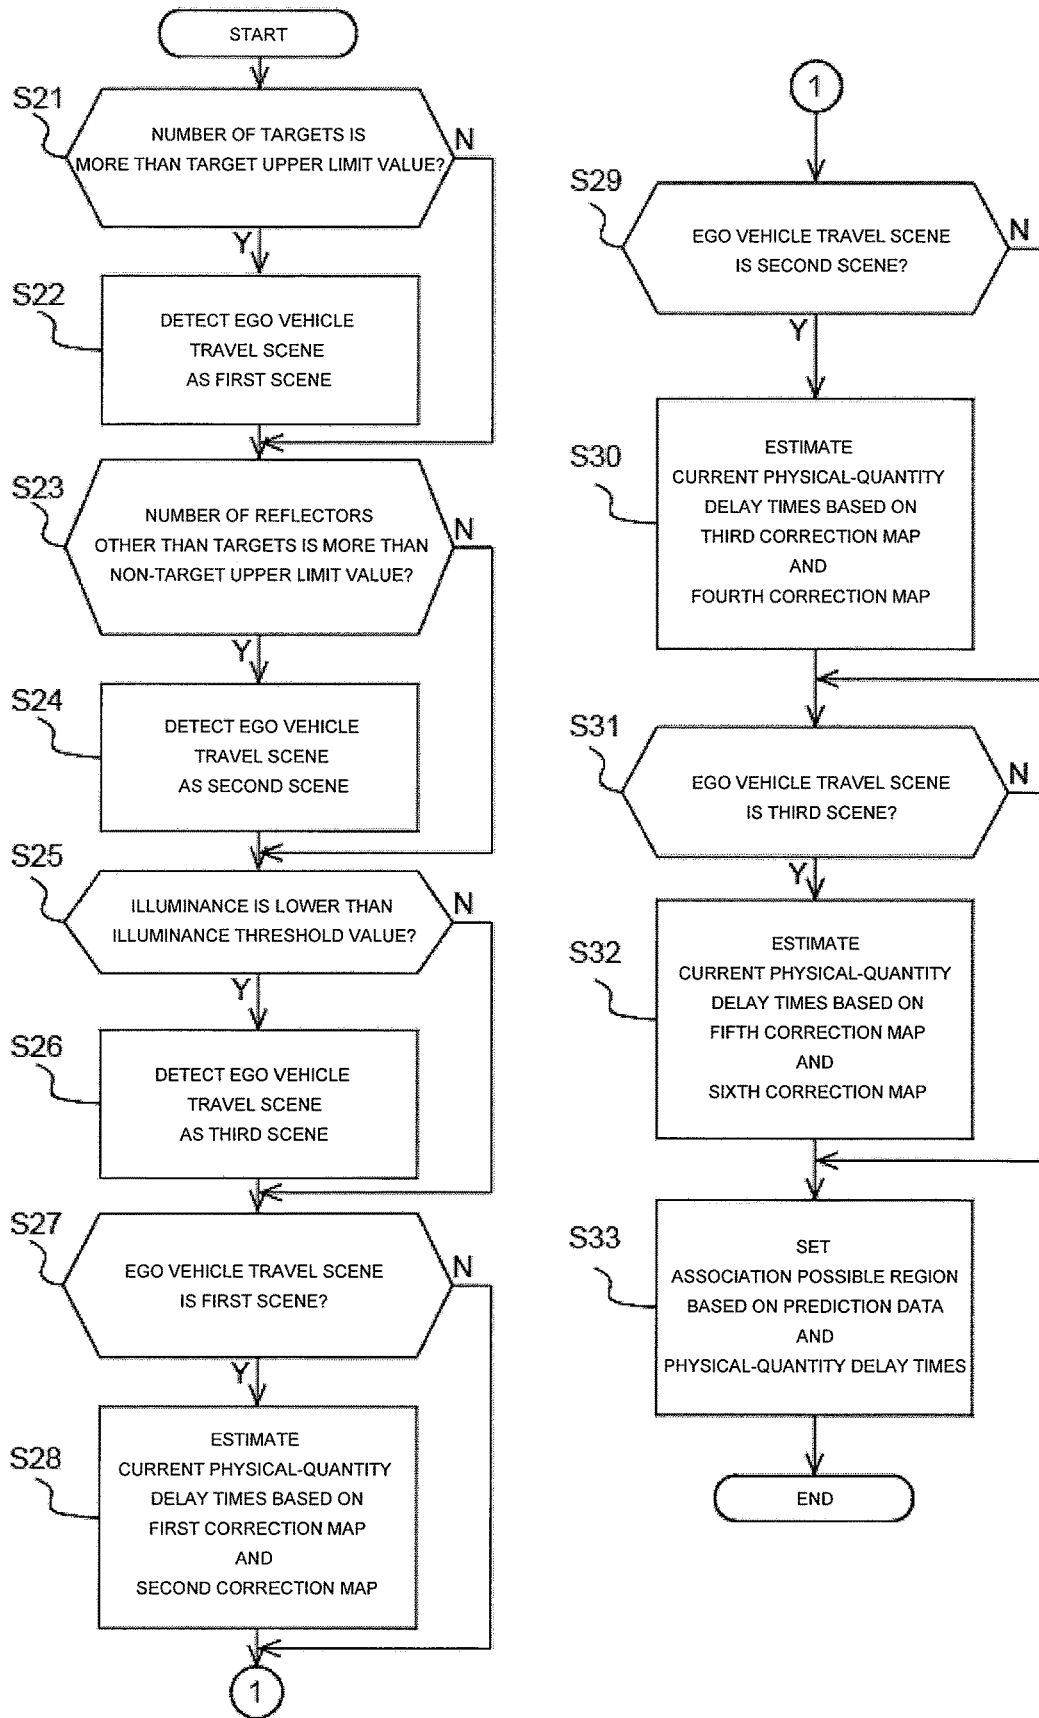 START
S21
NUMBER OF TARGETS IS
MORE THAN TARGET UPPER LIMIT VALUE?
N
Y
S22
DETECT EGO VEHICLE
TRAVEL SCENE
AS FIRST SCENE
S23
NUMBER OF REFLECTORS
OTHER THAN TARGETS IS MORE THAN
NON-TARGET UPPER LIMIT VALUE?
N
Y
S24
DETECT EGO VEHICLE
TRAVEL SCENE
AS SECOND SCENE
S25
ILLUMINANCE IS LOWER THAN
ILLUMINANCE THRESHOLD VALUE?
N
Y
S26
DETECT EGO VEHICLE
TRAVEL SCENE
AS THIRD SCENE
S27
EGO VEHICLE TRAVEL SCENE
IS FIRST SCENE?
N
Y
S28
ESTIMATE
CURRENT PHYSICAL-QUANTITY
DELAY TIMES BASED ON
FIRST CORRECTION MAP
AND
SECOND CORRECTION MAP
1
1
S29
EGO VEHICLE TRAVEL SCENE
IS SECOND SCENE?
N
Y
S30
ESTIMATE
CURRENT PHYSICAL-QUANTITY
DELAY TIMES BASED ON
THIRD CORRECTION MAP
AND
FOURTH CORRECTION MAP
S31
EGO VEHICLE TRAVEL SCENE
IS THIRD SCENE?
N
Y
S32
ESTIMATE
CURRENT PHYSICAL-QUANTITY
DELAY TIMES BASED ON
FIFTH CORRECTION MAP
AND
SIXTH CORRECTION MAP
S33
SET
ASSOCIATION POSSIBLE REGION
BASED ON PREDICTION DATA
AND
PHYSICAL-QUANTITY DELAY TIMES
END